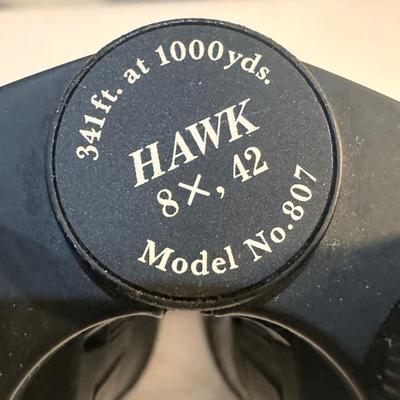 341ft. at 1000yds.
HAWK
8×, 42
Model No.807